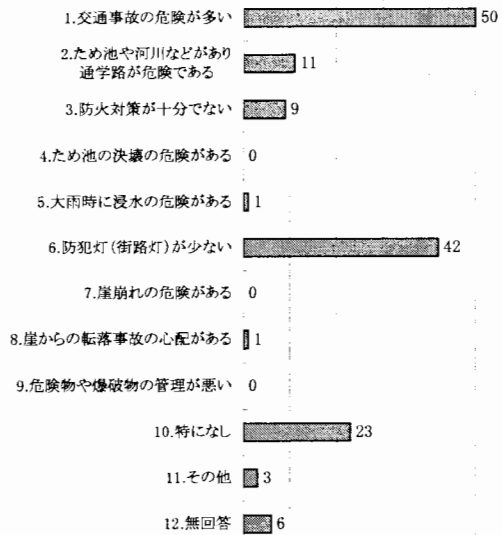 1.交通事故の危険が多い 50
2.ため池や河川などがあり
通学路が危険である 11
3.防火対策が十分でない 9
4.ため池の決壊の危険がある 0
5.大雨時に浸水の危険がある 1
6.防犯灯(街路灯)が少ない 42
7.崖崩れの危険がある 0
8.崖からの転落事故の心配がある 1
9.危険物や爆破物の管理が悪い 0
10.特になし 23
11.その他 3
12.無回答 6